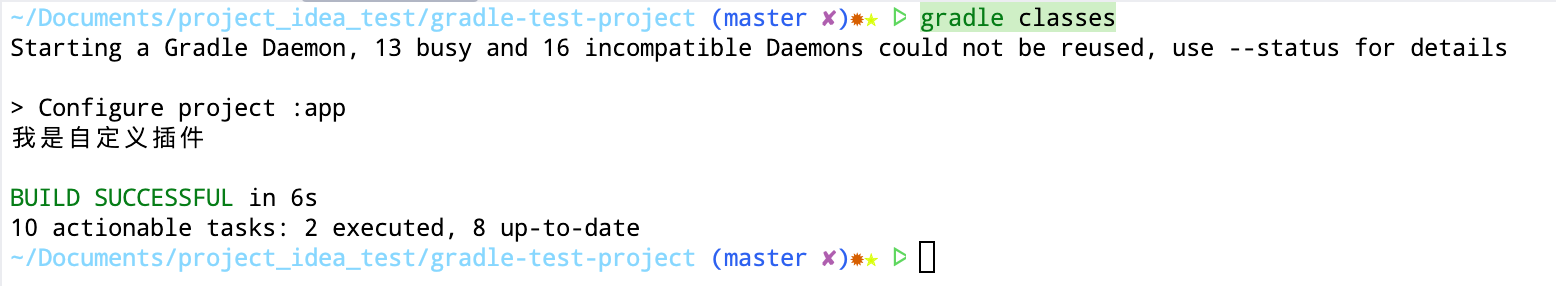 ~/Documents/project_idea_test/gradle-test-project (master ✘)✹★ ᐅ gradle classes
Starting a Gradle Daemon, 13 busy and 16 incompatible Daemons could not be reused, use --status for details
> Configure project :app
我是自定义插件
BUILD SUCCESSFUL in 6s
10 actionable tasks: 2 executed, 8 up-to-date
~/Documents/project_idea_test/gradle-test-project (master ✘)✹★ ᐅ